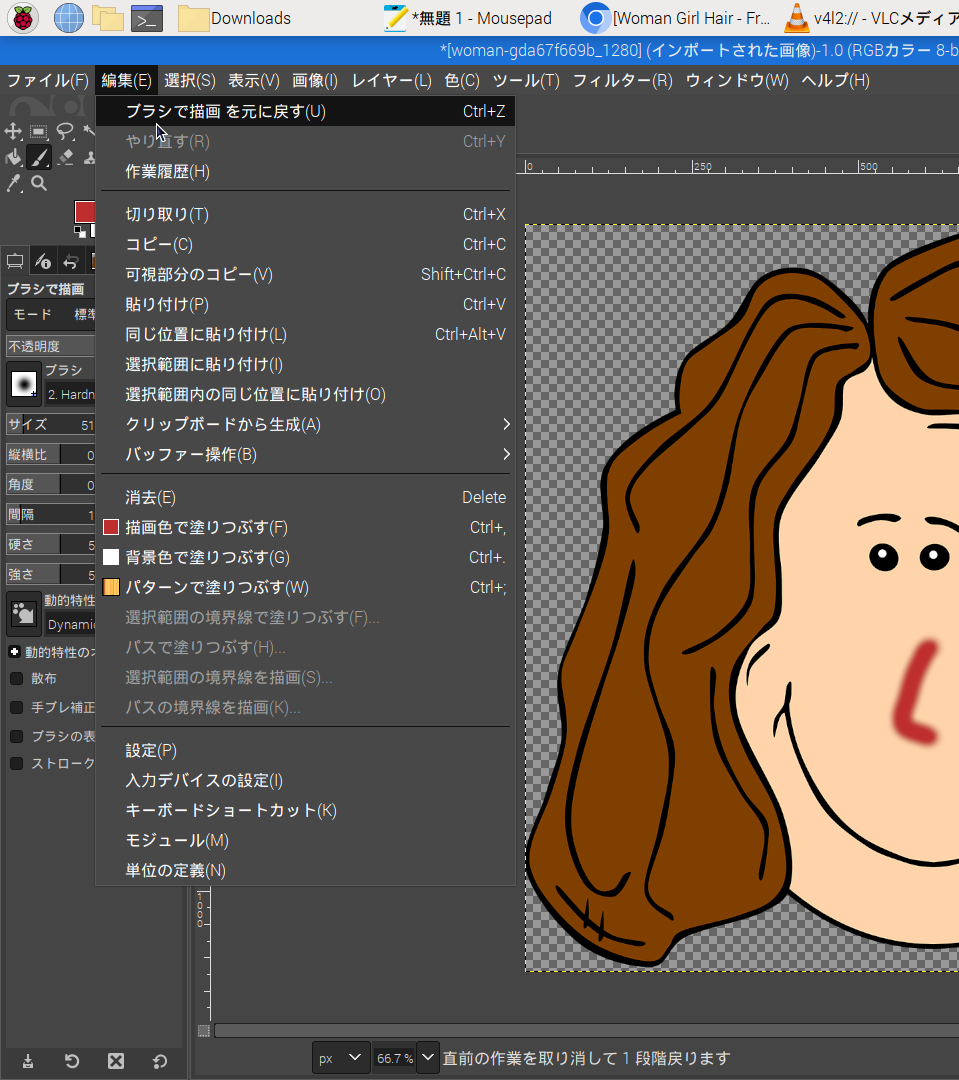 Downloads
*無題 1 - Mousepad
[Woman Girl Hair - Fr...
v4l2:// - VLCメディア
*[woman-gda67f669b_1280] (インポートされた画像)-1.0 (RGBカラー 8-b
ファイル(F) 編集(E) 選択(S) 表示(V) 画像(I) レイヤー(L) 色(C) ツール(T) フィルター(R) ウィンドウ(W) ヘルプ(H)
ブラシで描画 を元に戻す(U) Ctrl+Z
やり直す(R) Ctrl+Y
作業履歴(H)
切り取り(T) Ctrl+X
コピー(C) Ctrl+C
可視部分のコピー(V) Shift+Ctrl+C
貼り付け(P) Ctrl+V
同じ位置に貼り付け(L) Ctrl+Alt+V
選択範囲に貼り付け(I)
選択範囲内の同じ位置に貼り付け(O)
クリップボードから生成(A)
バッファー操作(B)
消去(E) Delete
描画色で塗りつぶす(F) Ctrl+,
背景色で塗りつぶす(G) Ctrl+.
パターンで塗りつぶす(W) Ctrl+;
選択範囲の境界線で塗りつぶす(F)...
パスで塗りつぶす(H)...
選択範囲の境界線を描画(S)...
パスの境界線を描画(K)...
設定(P)
入力デバイスの設定(I)
キーボードショートカット(K)
モジュール(M)
単位の定義(N)
ブラシで描画
モード 標準
不透明度
ブラシ
2. Hardn
サイズ 51
縦横比 0
角度 0
間隔 1
硬さ 5
強さ 5
動的特性
Dynamic
動的特性のオ
散布
手ブレ補正
ブラシの表
ストローク
0 250 500
1000
px 66.7 % 直前の作業を取り消して 1 段階戻ります